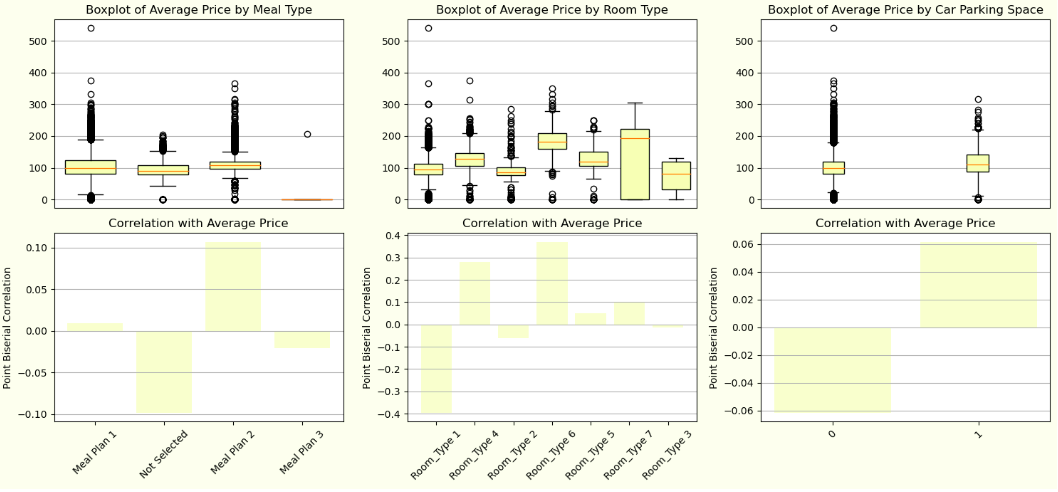 Boxplot of Average Price by Meal Type
500
400
300
200
100
0
Boxplot of Average Price by Room Type
500
400
300
200
100
0
Boxplot of Average Price by Car Parking Space
500
400
300
200
100
0
Correlation with Average Price
Point Biserial Correlation
0.10
0.05
0.00
−0.05
−0.10
Meal Plan 1
Not Selected
Meal Plan 2
Meal Plan 3
Correlation with Average Price
Point Biserial Correlation
0.4
0.3
0.2
0.1
0.0
−0.1
−0.2
−0.3
−0.4
Room_Type 1
Room_Type 4
Room_Type 2
Room_Type 6
Room_Type 5
Room_Type 7
Room_Type 3
Correlation with Average Price
Point Biserial Correlation
0.06
0.04
0.02
0.00
−0.02
−0.04
−0.06
0
1